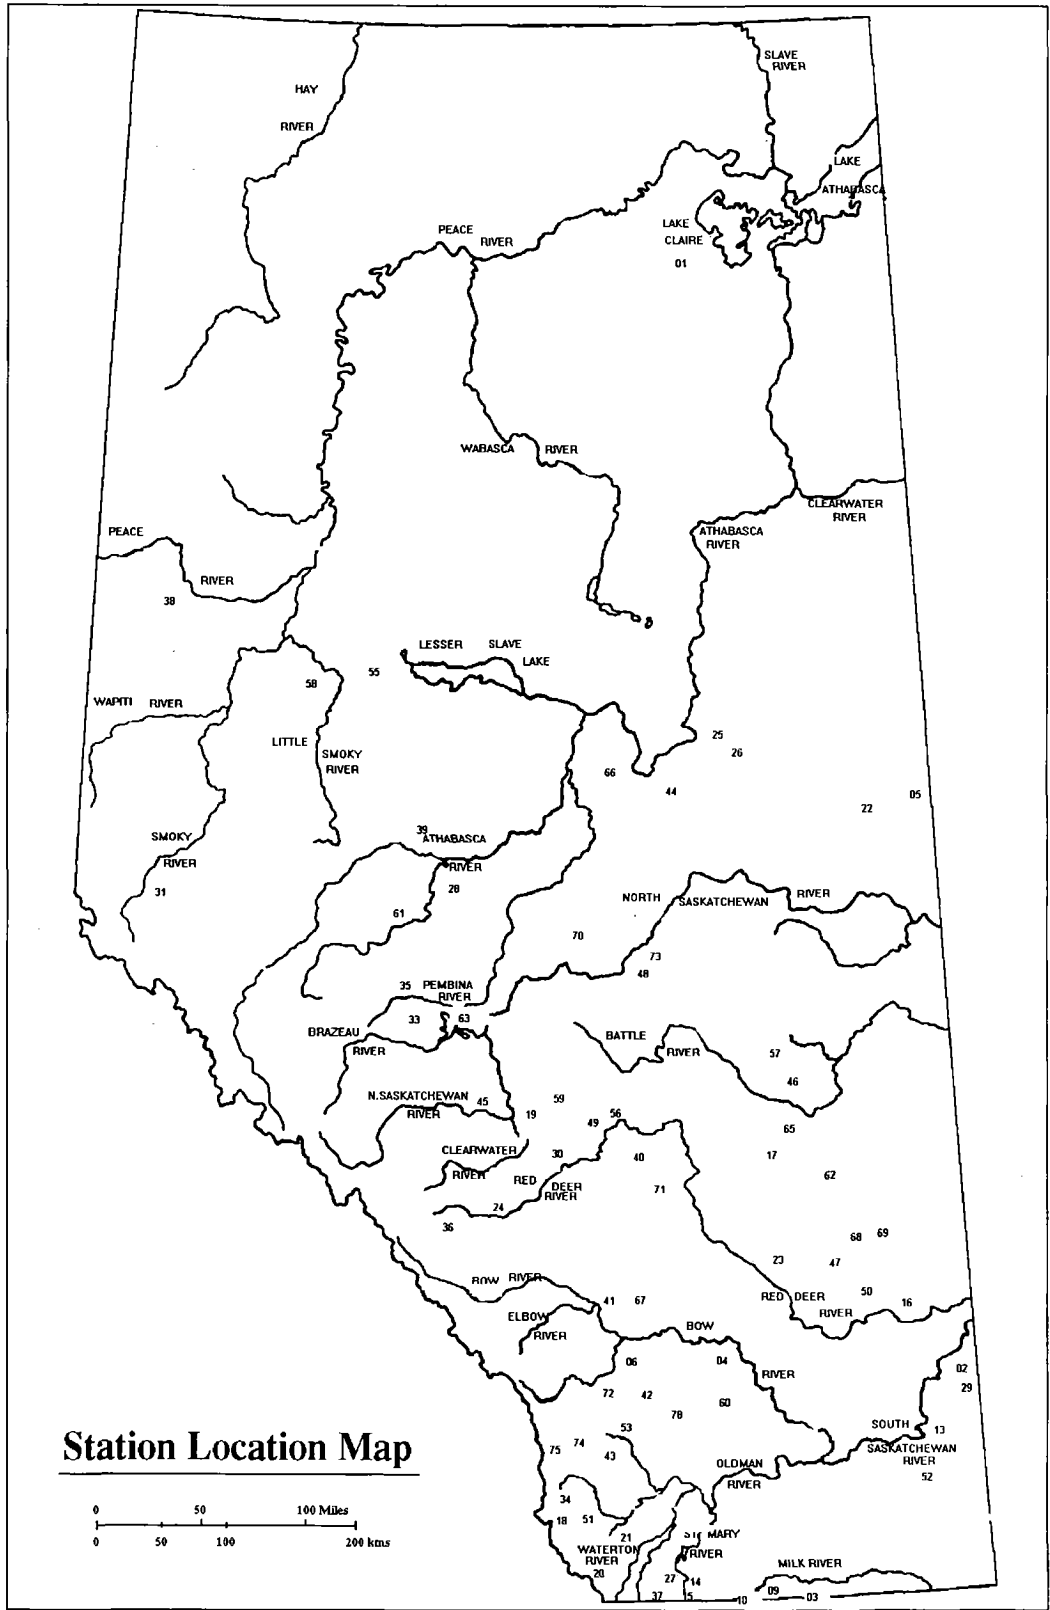 SLAVE
RIVER
HAY
RIVER
LAKE
ATHABASCA
LAKE
CLAIRE
01
PEACE
RIVER
WABASCA RIVER
CLEARWATER
RIVER
ATHABASCA
RIVER
PEACE
RIVER
38
LESSER SLAVE
LAKE
55
58
WAPITI RIVER
LITTLE
SMOKY
RIVER
25
26
66
44
05
22
39
ATHABASCA
RIVER
SMOKY
RIVER
31
28
61
NORTH SASKATCHEWAN RIVER
70
73
48
35
PEMBINA
RIVER
33
63
BRAZEAU
RIVER
BATTLE
RIVER
57
46
N.SASKATCHEWAN
RIVER
45
19
59
49
56
65
CLEARWATER
RIVER
30
40
17
62
RED DEER
RIVER
71
24
36
68
69
23
47
BOW RIVER
41
67
RED DEER
RIVER
50
16
ELBOW
RIVER
BOW
RIVER
06
04
02
29
72
42
60
78
53
SOUTH
SASKATCHEWAN
RIVER
13
52
75
74
43
OLDMAN
RIVER
Station Location Map
0 50 100 Miles
0 50 100 200 kms
34
18
51
21
WATERTON
RIVER
20
ST MARY
RIVER
27
14
37
15
MILK RIVER
09
10
03